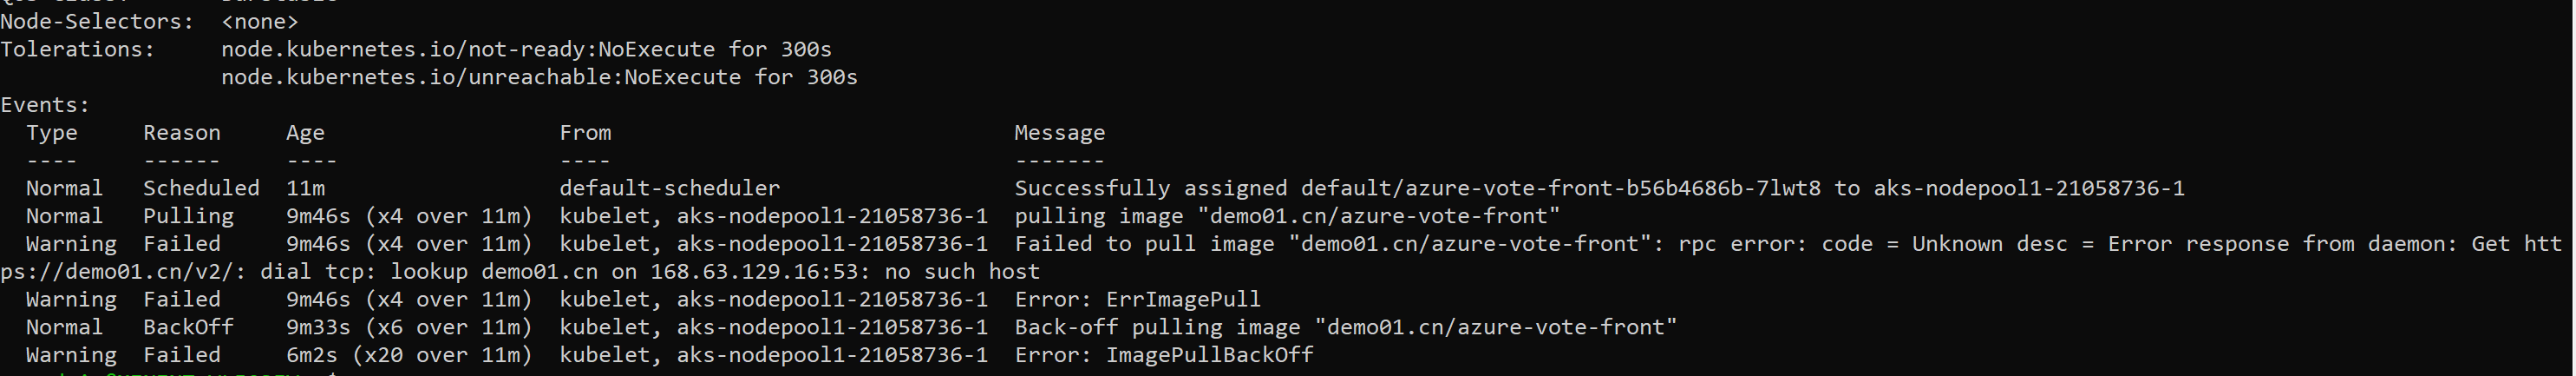 Node-Selectors:  <none>
Tolerations:     node.kubernetes.io/not-ready:NoExecute for 300s
                 node.kubernetes.io/unreachable:NoExecute for 300s
Events:
  Type     Reason     Age                  From                               Message
  ----     ------     ----                 ----                               -------
  Normal   Scheduled  11m                  default-scheduler                  Successfully assigned default/azure-vote-front-b56b4686b-7lwt8 to aks-nodepool1-21058736-1
  Normal   Pulling    9m46s (x4 over 11m)  kubelet, aks-nodepool1-21058736-1  pulling image "demo01.cn/azure-vote-front"
  Warning  Failed     9m46s (x4 over 11m)  kubelet, aks-nodepool1-21058736-1  Failed to pull image "demo01.cn/azure-vote-front": rpc error: code = Unknown desc = Error response from daemon: Get htt
ps://demo01.cn/v2/: dial tcp: lookup demo01.cn on 168.63.129.16:53: no such host
  Warning  Failed     9m46s (x4 over 11m)  kubelet, aks-nodepool1-21058736-1  Error: ErrImagePull
  Normal   BackOff    9m33s (x6 over 11m)  kubelet, aks-nodepool1-21058736-1  Back-off pulling image "demo01.cn/azure-vote-front"
  Warning  Failed     6m2s (x20 over 11m)  kubelet, aks-nodepool1-21058736-1  Error: ImagePullBackOff